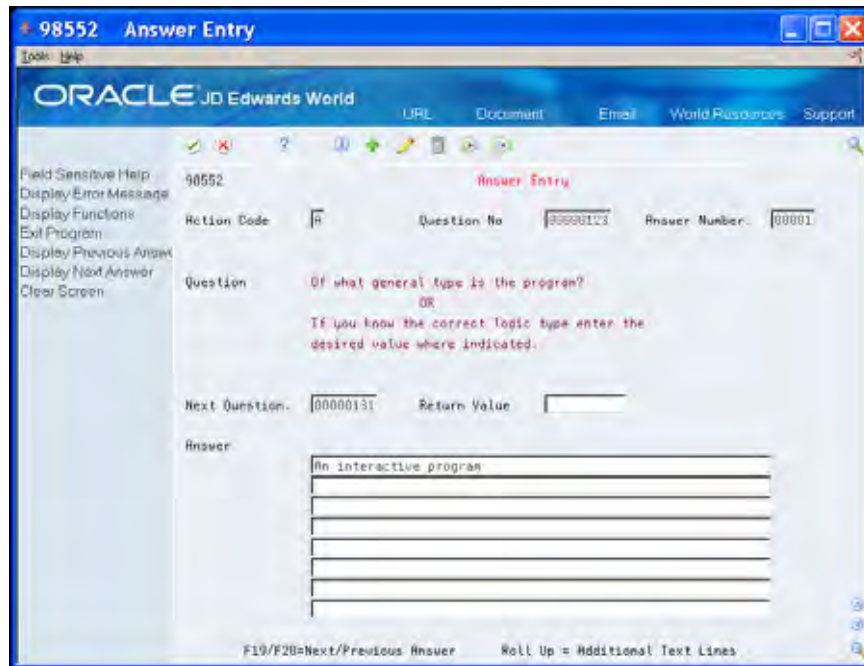 98552 Answer Entry
Tools Help
ORACLE JD Edwards World
URL Document Email World Resources Support
Field Sensitive Help
Display Error Message
Display Functions
Exit Program
Display Previous Answe
Display Next Answer
Clear Screen
98552 Answer Entry
Action Code A Question No 00000123 Answer Number. 00001
Question Of what general type is the program?
OR
If you know the correct logic type enter the
desired value where indicated.
Next Question. 00000131 Return Value
Answer
An interactive program
F19/F20=Next/Previous Answer Roll Up = Additional Text Lines